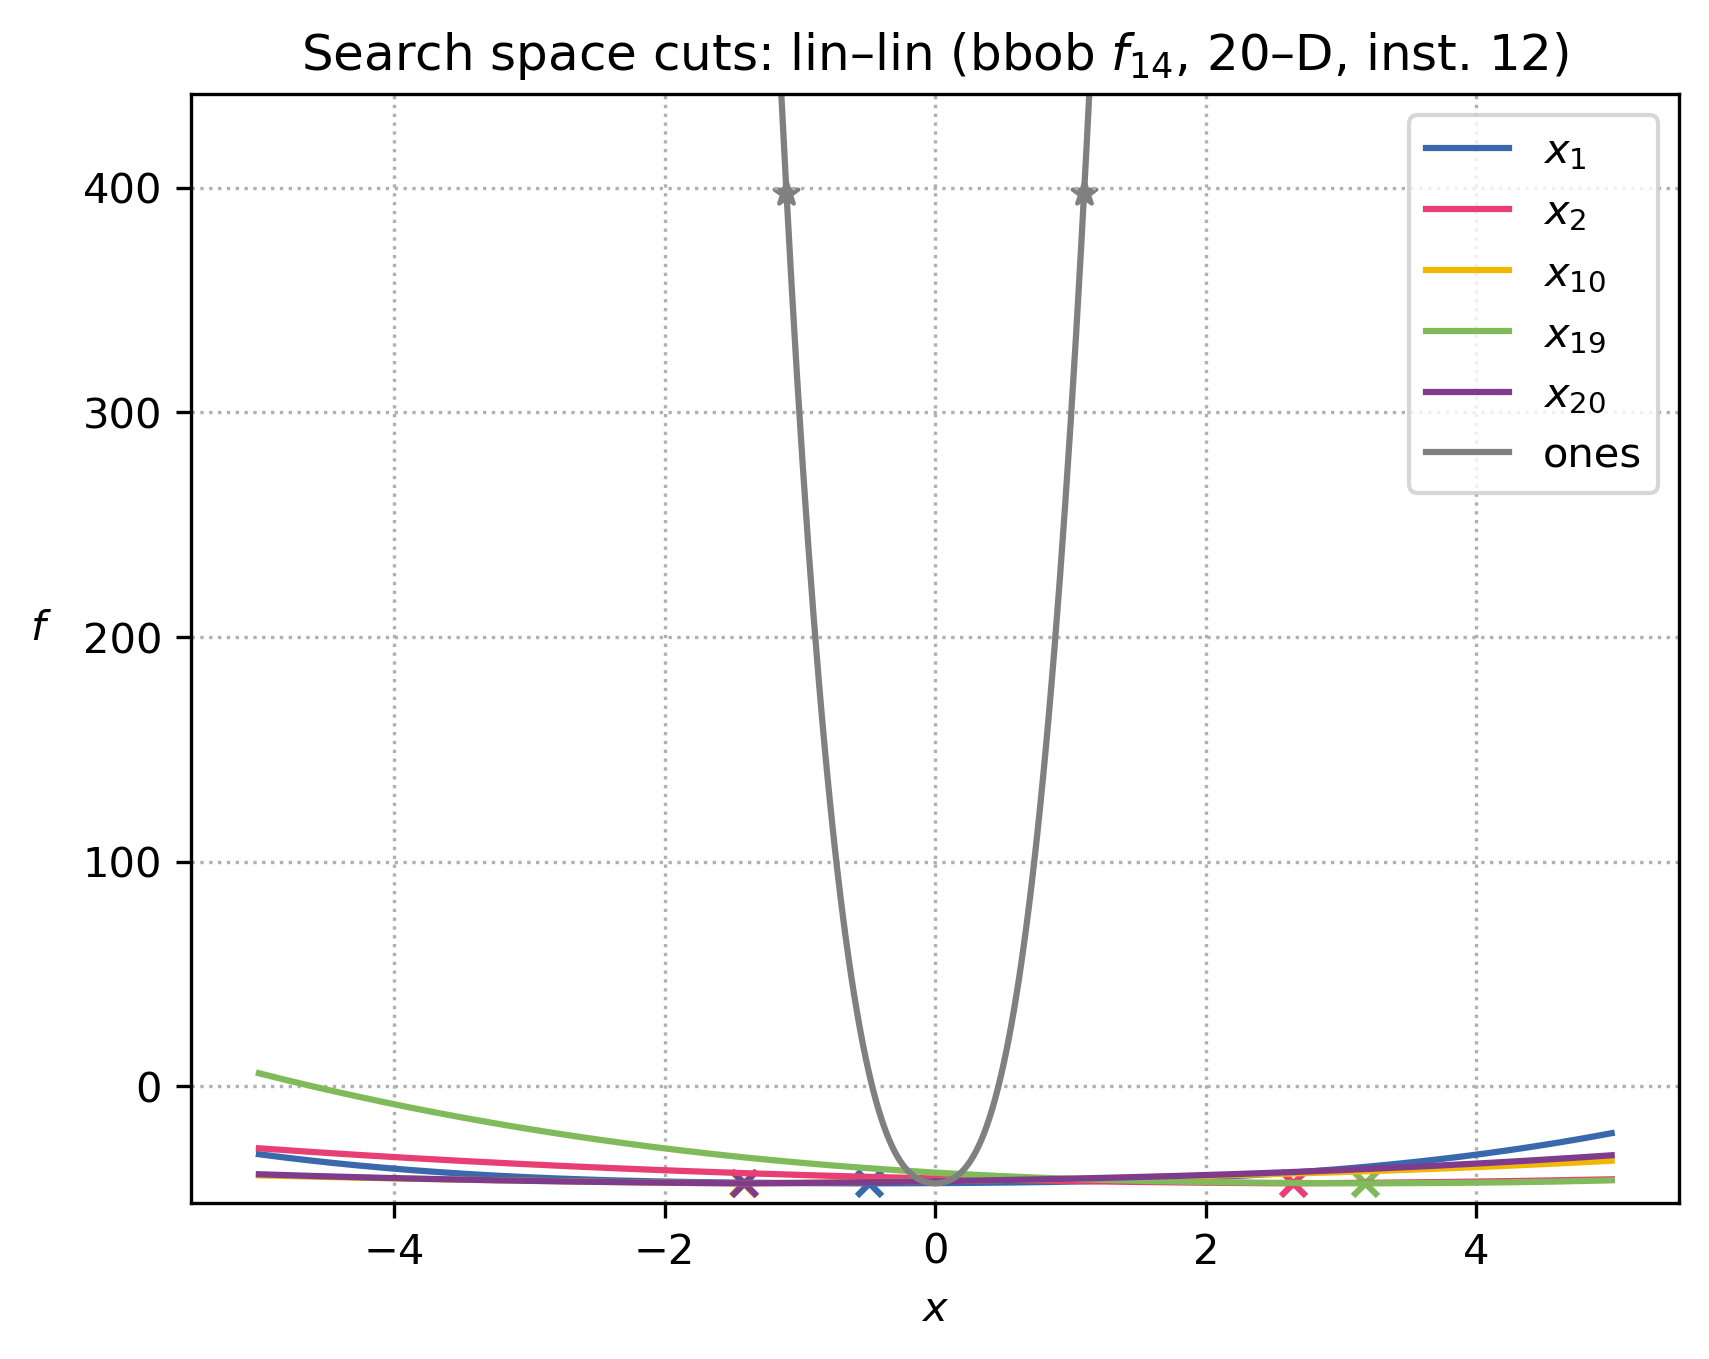 Search space cuts: lin–lin (bbob f₁₄, 20–D, inst. 12)
x₁
x₂
x₁₀
x₁₉
x₂₀
ones
400
300
200
100
0
f
−4 −2 0 2 4
x